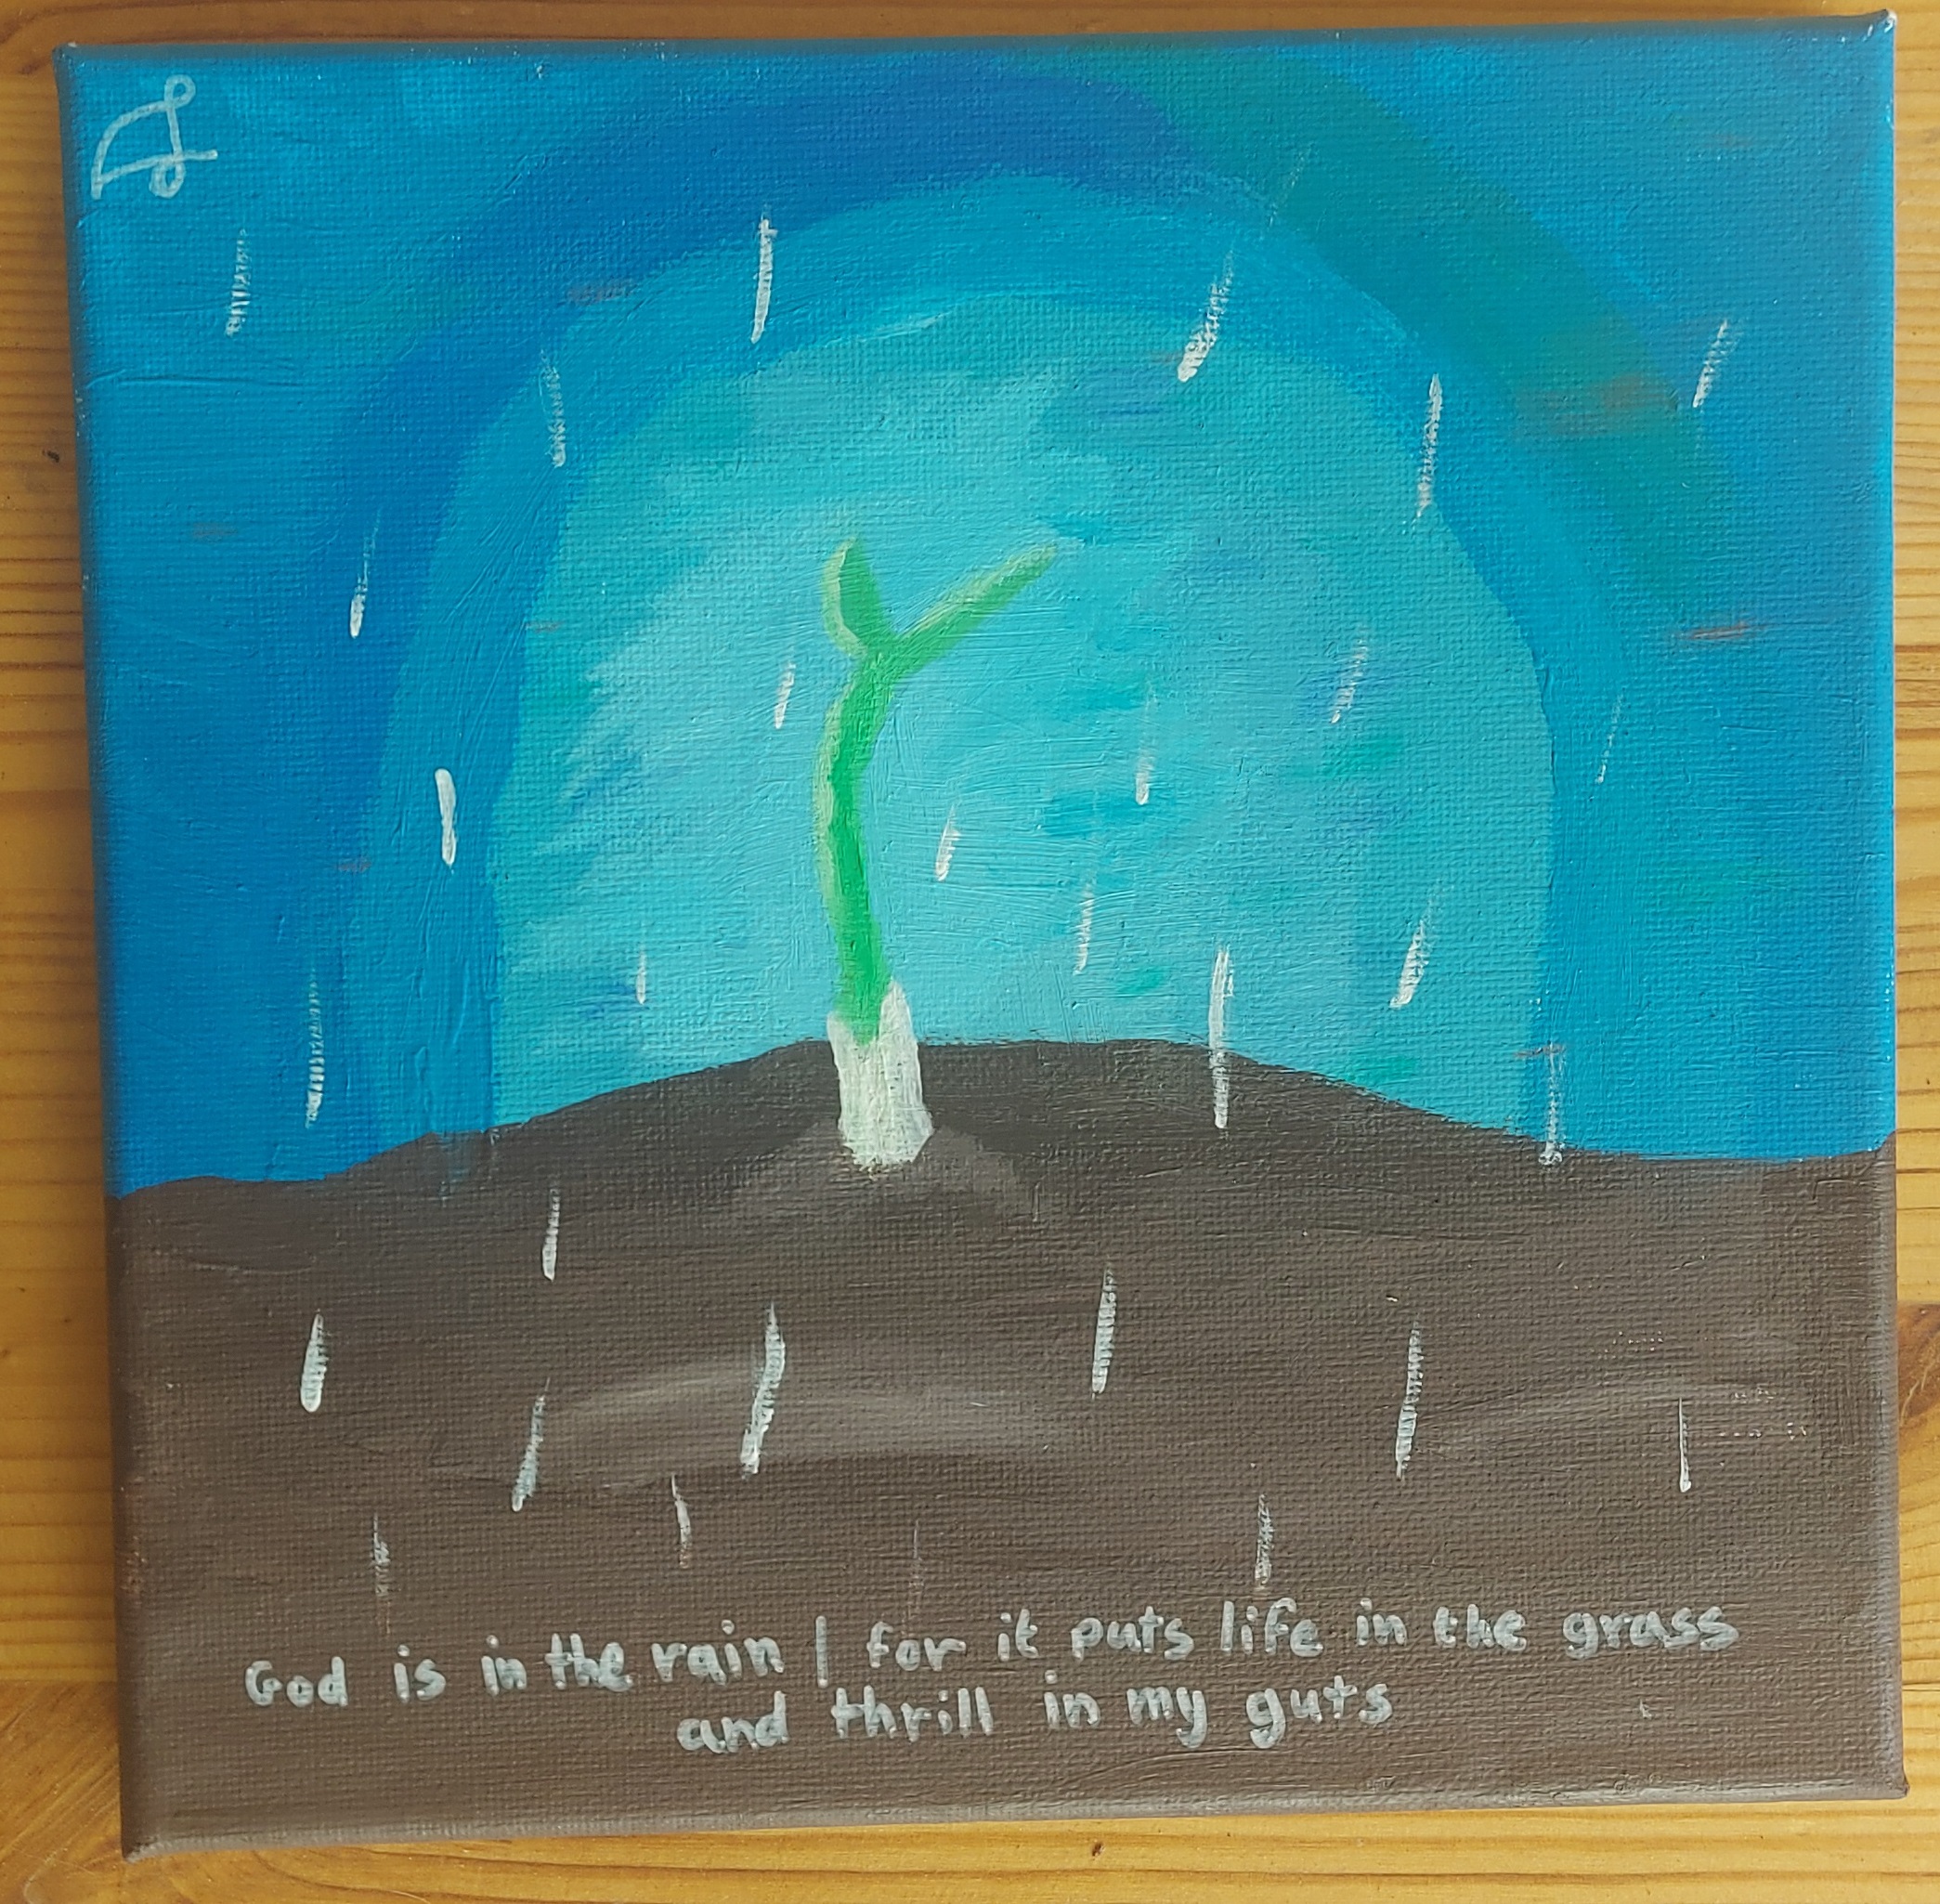 God is in the rain | for it puts life in the grass
and thrill in my guts